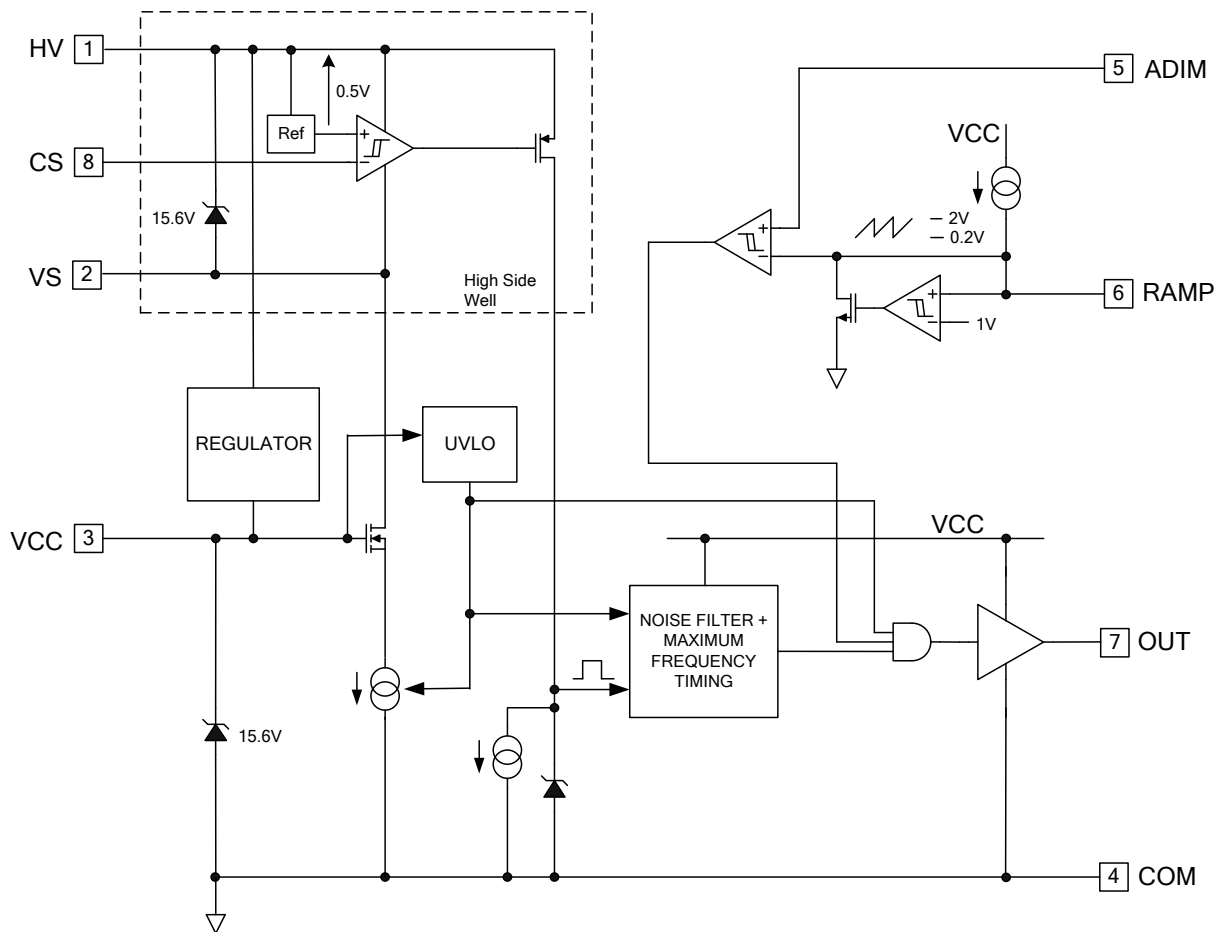 HV 1
0.5V
Ref
+
−
CS 8
15.6V
VS 2
High Side
Well
5 ADIM
VCC
− 2V
− 0.2V
+
−
6 RAMP
+
−
1V
REGULATOR
UVLO
VCC 3
VCC
NOISE FILTER +
MAXIMUM
FREQUENCY
TIMING
7 OUT
15.6V
4 COM